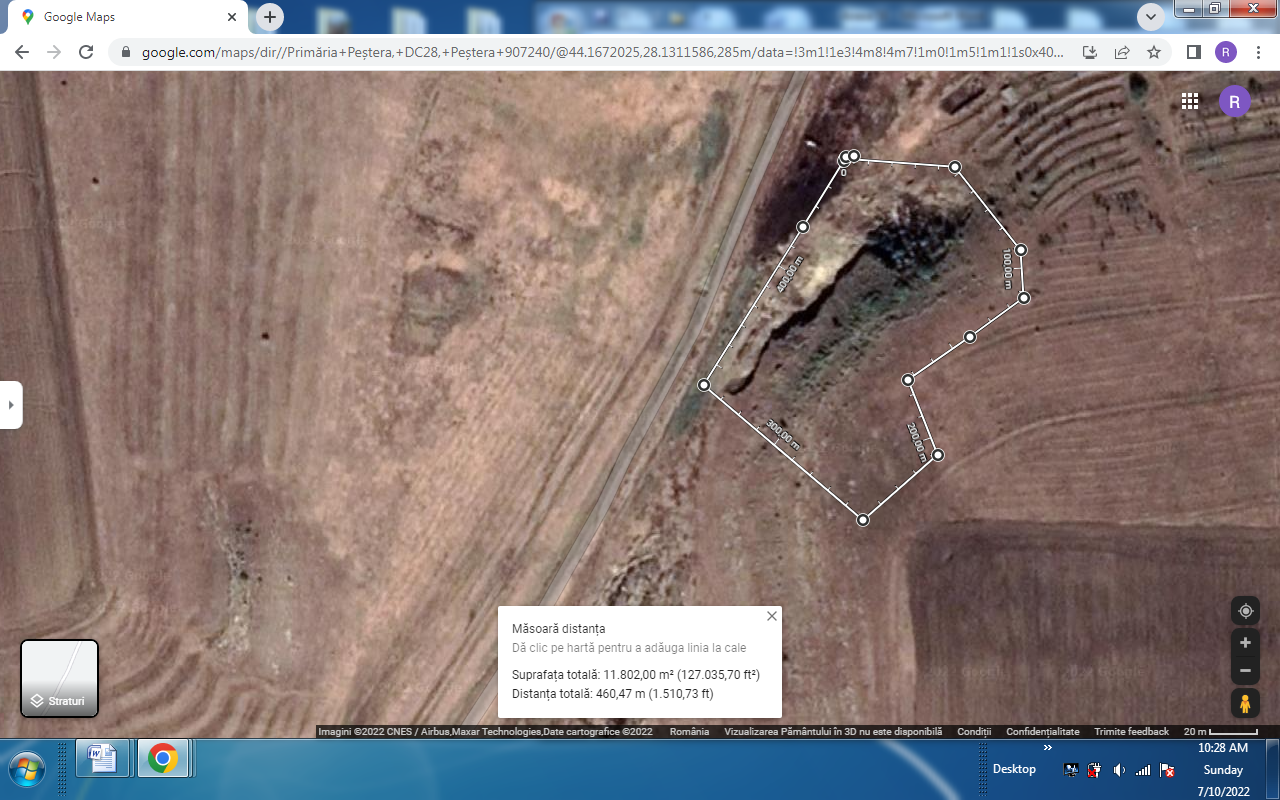 Google Maps
google.com/maps/dir//Primăria+Peștera,+DC28,+Peștera+907240/@44.1672025,28.1311586,285m/data=!3m1!1e3!4m8!4m7!1m0!1m5!1m1!1s0x40...
R
R
0
100,00 m
400,00 m
200,00 m
300,00 m
Măsoară distanța
Dă clic pe hartă pentru a adăuga linia la cale
Suprafața totală: 11.802,00 m² (127.035,70 ft²)
Distanța totală: 460,47 m (1.510,73 ft)
Straturi
Imagini ©2022 CNES / Airbus,Maxar Technologies,Date cartografice ©2022 România Vizualizarea Pământului în 3D nu este disponibilă Condiții Confidențialitate Trimite feedback 20 m
10:28 AM
Desktop
Sunday
7/10/2022